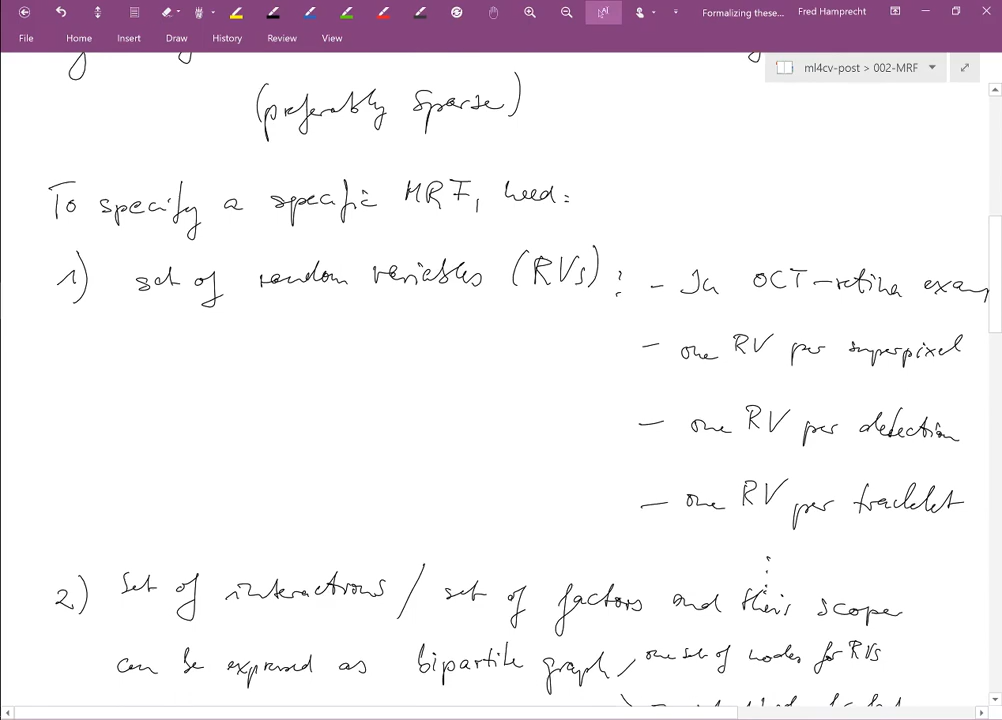 Formalizing these...
Fred Hamprecht
File Home Insert Draw History Review View
ml4cv-post > 002-MRF
(preferably sparse)
To specify a specific MRF, need:
1) set of random variables (RVs) : - In OCT-retina exam
- one RV per superpixel
- one RV per detection
- one RV per tracklet
2) Set of interactions / set of factors and their scope
can be expressed as bipartite graph, one set of nodes for RVs